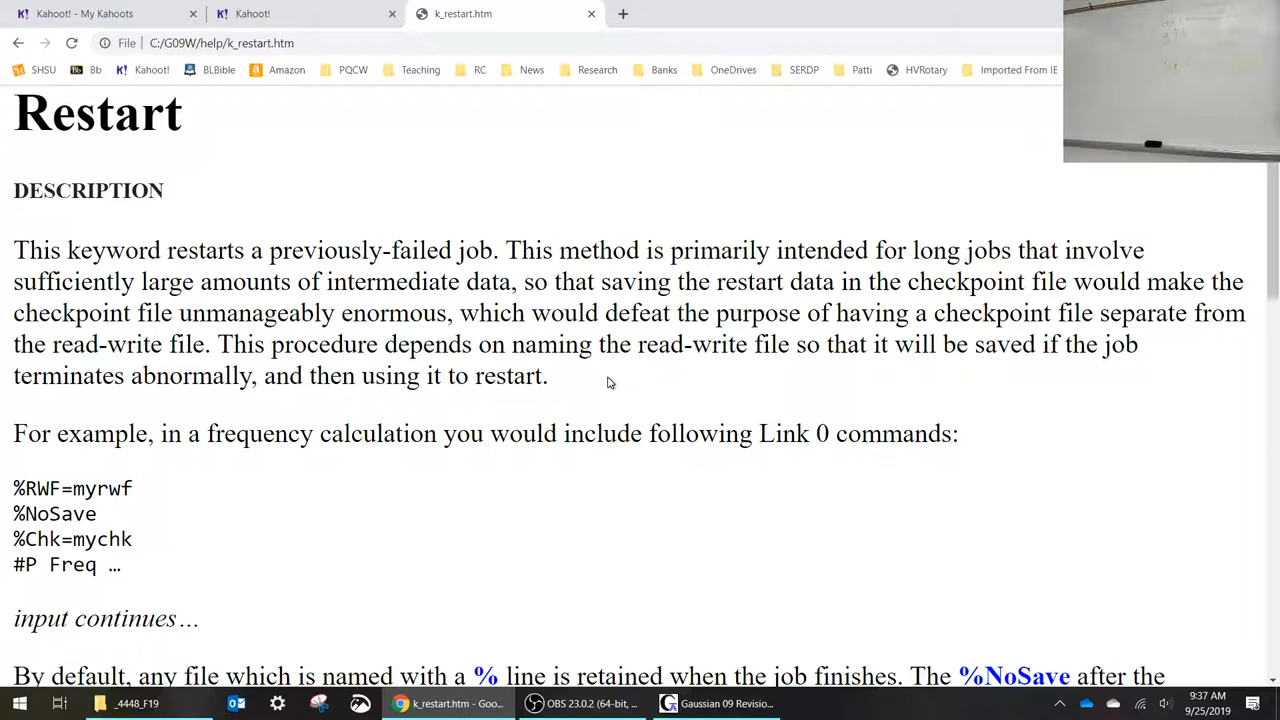 Kahoot! - My Kahoots
Kahoot!
k_restart.htm
File | C:/G09W/help/k_restart.htm
SHSU Bb Kahoot! BLBible Amazon PQCW Teaching RC News Research Banks OneDrives SERDP Patti HVRotary Imported From IE
Restart
DESCRIPTION
This keyword restarts a previously-failed job. This method is primarily intended for long jobs that involve
sufficiently large amounts of intermediate data, so that saving the restart data in the checkpoint file would make the
checkpoint file unmanageably enormous, which would defeat the purpose of having a checkpoint file separate from
the read-write file. This procedure depends on naming the read-write file so that it will be saved if the job
terminates abnormally, and then using it to restart.
For example, in a frequency calculation you would include following Link 0 commands:
%RWF=myrwf
%NoSave
%Chk=mychk
#P Freq …
input continues…
By default, any file which is named with a % line is retained when the job finishes. The %NoSave after the
_4448_F19
k_restart.htm - Goo...
OBS 23.0.2 (64-bit, ...
Gaussian 09 Revisio...
9:37 AM
9/25/2019